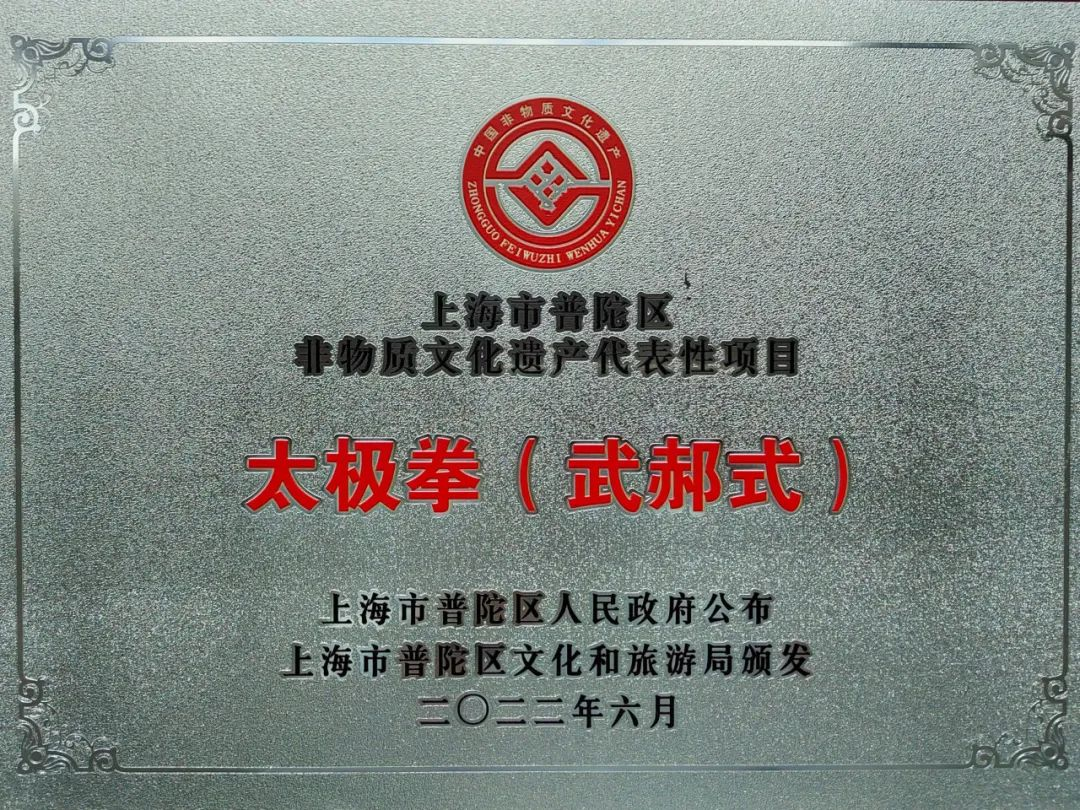 中国非物质文化遗产
ZHONGGUO FEIWUZHI WENHUA YICHAN
上海市普陀区
非物质文化遗产代表性项目
太极拳（武郝式）
上海市普陀区人民政府公布
上海市普陀区文化和旅游局颁发
二〇二二年六月